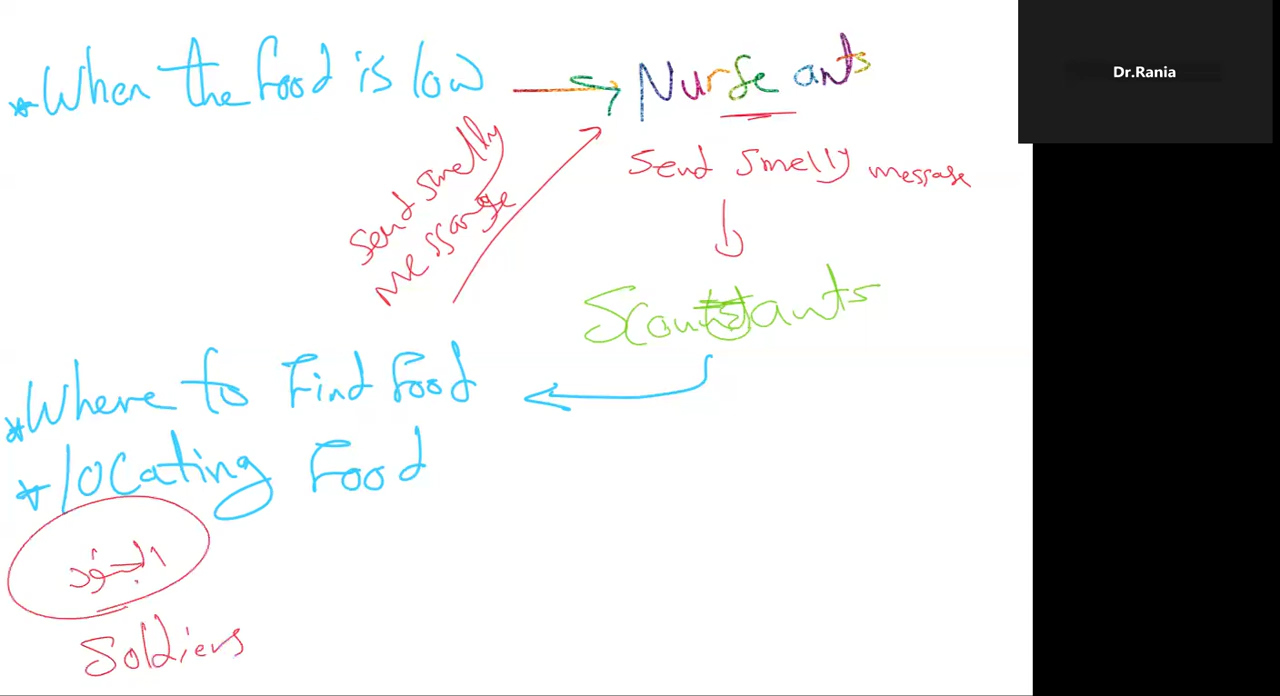 *When the Food is low → Nurse ants
Dr.Rania
send smelly
message
Send Smelly message
Scout ants
*Where to Find Food
*locating Food
الجنود
Soldiers